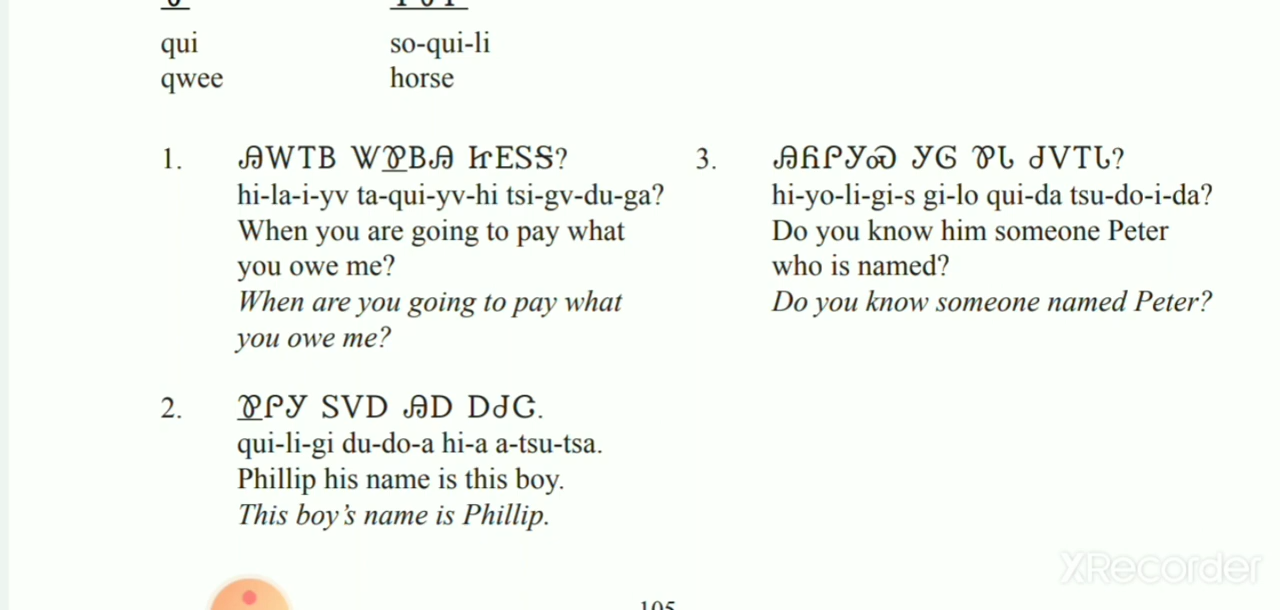 qui
qwee
so-qui-li
horse
1. ᎯᎳᎢᏴ ᏔᏈᏴᎯ ᏥᎬᏚᎦ?
hi-la-i-yv ta-qui-yv-hi tsi-gv-du-ga?
When you are going to pay what
you owe me?
When are you going to pay what
you owe me?
2. ᏈᎵᎩ ᏚᏙᎠ ᎯᎠ ᎠᏧᏣ.
qui-li-gi du-do-a hi-a a-tsu-tsa.
Phillip his name is this boy.
This boy's name is Phillip.
3. ᎯᏲᎵᎩᏍ ᎩᎶ ᏈᏓ ᏧᏙᎢᏓ?
hi-yo-li-gi-s gi-lo qui-da tsu-do-i-da?
Do you know him someone Peter
who is named?
Do you know someone named Peter?
105
XRecorder